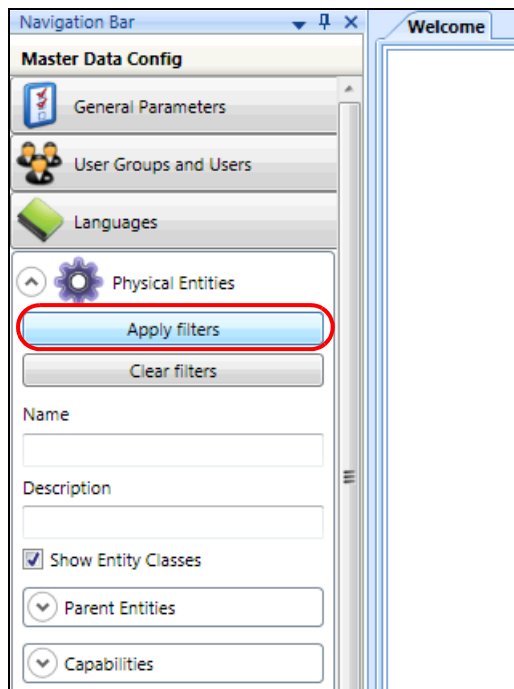 Navigation Bar
Welcome
Master Data Config
General Parameters
User Groups and Users
Languages
Physical Entities
Apply filters
Clear filters
Name
Description
Show Entity Classes
Parent Entities
Capabilities